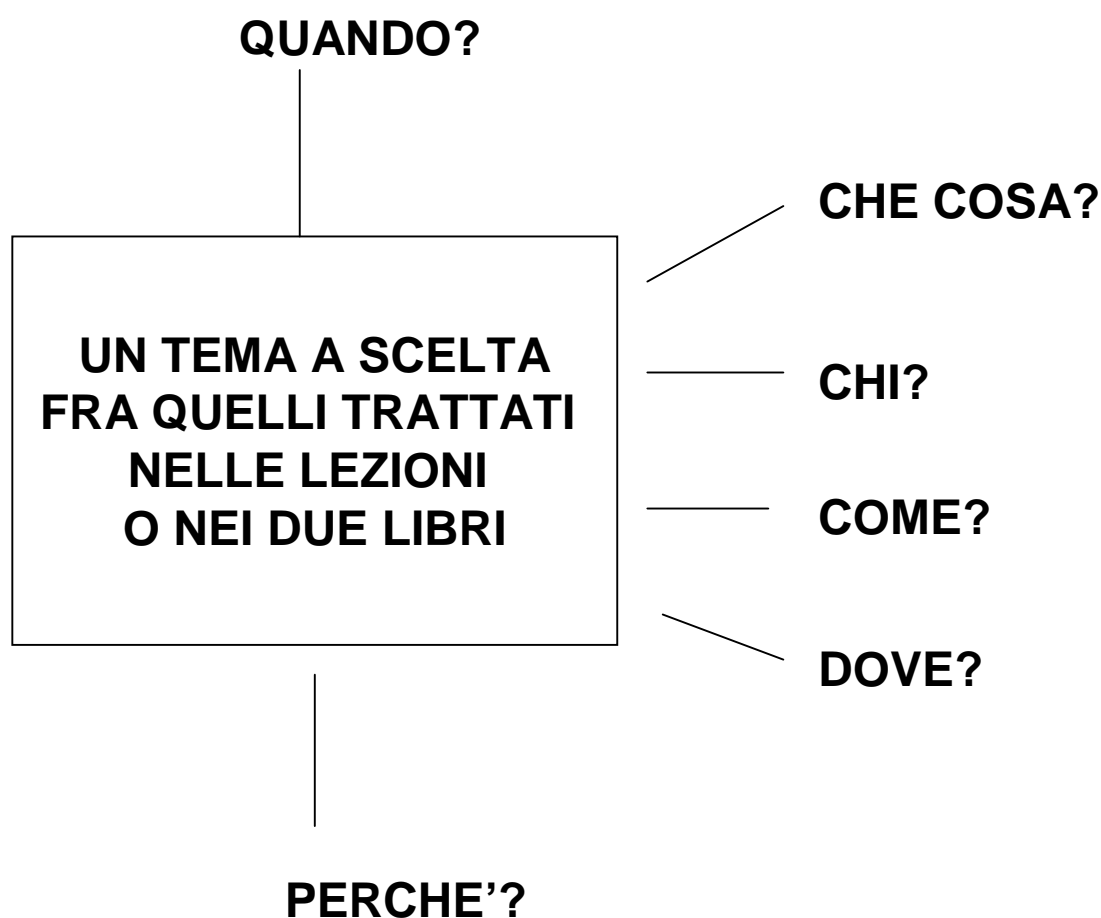 QUANDO?
CHE COSA?
UN TEMA A SCELTA
FRA QUELLI TRATTATI
NELLE LEZIONI
O NEI DUE LIBRI
CHI?
COME?
DOVE?
PERCHE'?